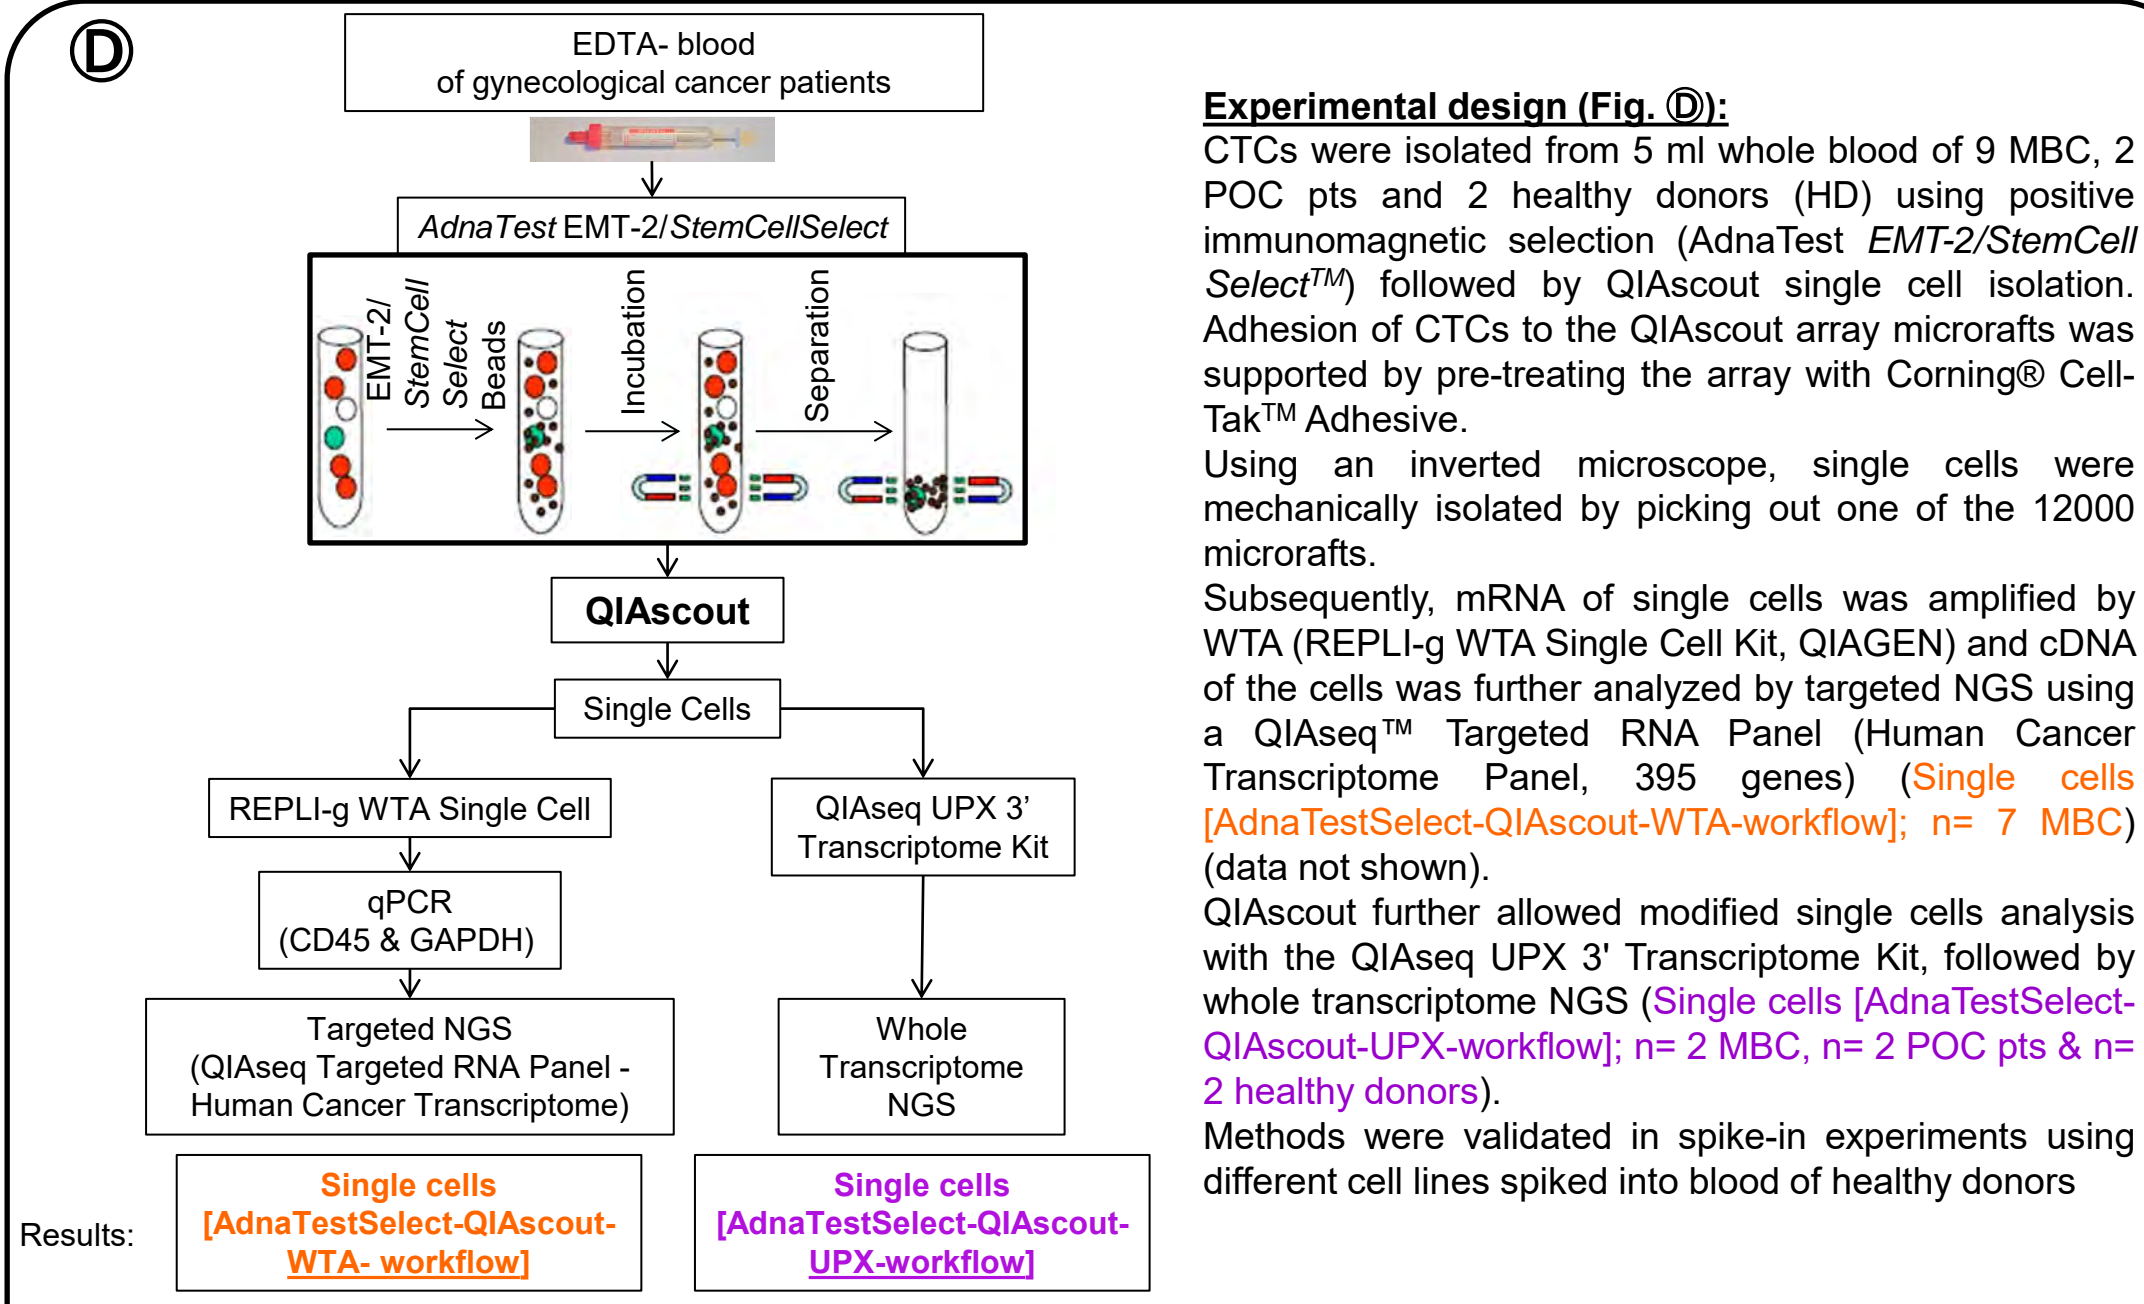 D
EDTA- blood
of gynecological cancer patients
AdnaTest EMT-2/StemCellSelect
EMT-2/
StemCell
Select
Beads
Incubation
Separation
QIAscout
Single Cells
REPLI-g WTA Single Cell
QIAseq UPX 3’
Transcriptome Kit
qPCR
(CD45 & GAPDH)
Targeted NGS
(QIAseq Targeted RNA Panel -
Human Cancer Transcriptome)
Whole
Transcriptome
NGS
Results:
Single cells
[AdnaTestSelect-QIAscout-
WTA- workflow]
Single cells
[AdnaTestSelect-QIAscout-
UPX-workflow]
Experimental design (Fig. Ⓓ):
CTCs were isolated from 5 ml whole blood of 9 MBC, 2
POC pts and 2 healthy donors (HD) using positive
immunomagnetic selection (AdnaTest EMT-2/StemCell
Select™) followed by QIAscout single cell isolation.
Adhesion of CTCs to the QIAscout array microrafts was
supported by pre-treating the array with Corning® Cell-
Tak™ Adhesive.
Using an inverted microscope, single cells were
mechanically isolated by picking out one of the 12000
microrafts.
Subsequently, mRNA of single cells was amplified by
WTA (REPLI-g WTA Single Cell Kit, QIAGEN) and cDNA
of the cells was further analyzed by targeted NGS using
a QIAseq™ Targeted RNA Panel (Human Cancer
Transcriptome Panel, 395 genes) (Single cells
[AdnaTestSelect-QIAscout-WTA-workflow]; n= 7 MBC)
(data not shown).
QIAscout further allowed modified single cells analysis
with the QIAseq UPX 3' Transcriptome Kit, followed by
whole transcriptome NGS (Single cells [AdnaTestSelect-
QIAscout-UPX-workflow]; n= 2 MBC, n= 2 POC pts & n=
2 healthy donors).
Methods were validated in spike-in experiments using
different cell lines spiked into blood of healthy donors